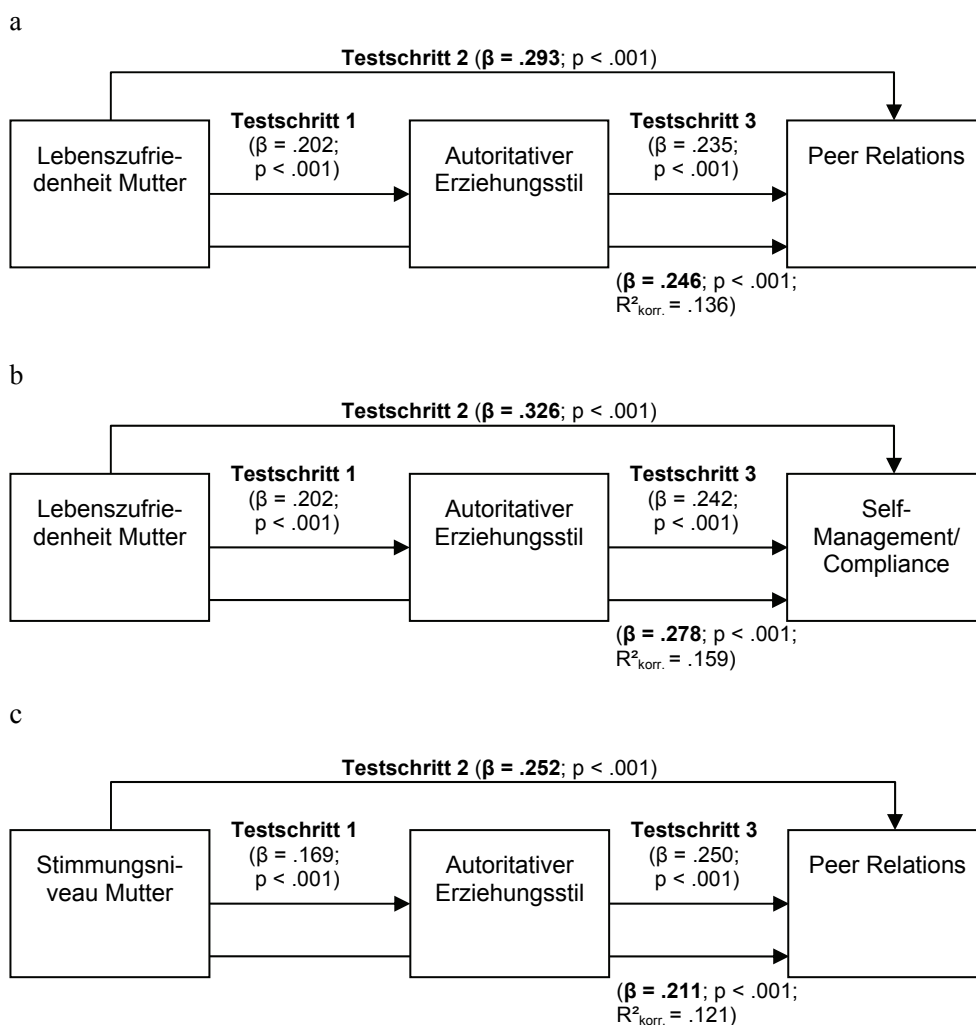 a
Testschritt 2 (β = .293; p < .001)
Lebenszufrie-
denheit Mutter
Testschritt 1
(β = .202;
p < .001)
Autoritativer
Erziehungsstil
Testschritt 3
(β = .235;
p < .001)
Peer Relations
(β = .246; p < .001;
R²korr. = .136)
b
Testschritt 2 (β = .326; p < .001)
Lebenszufrie-
denheit Mutter
Testschritt 1
(β = .202;
p < .001)
Autoritativer
Erziehungsstil
Testschritt 3
(β = .242;
p < .001)
Self-
Management/
Compliance
(β = .278; p < .001;
R²korr. = .159)
c
Testschritt 2 (β = .252; p < .001)
Stimmungsni-
veau Mutter
Testschritt 1
(β = .169;
p < .001)
Autoritativer
Erziehungsstil
Testschritt 3
(β = .250;
p < .001)
Peer Relations
(β = .211; p < .001;
R²korr. = .121)